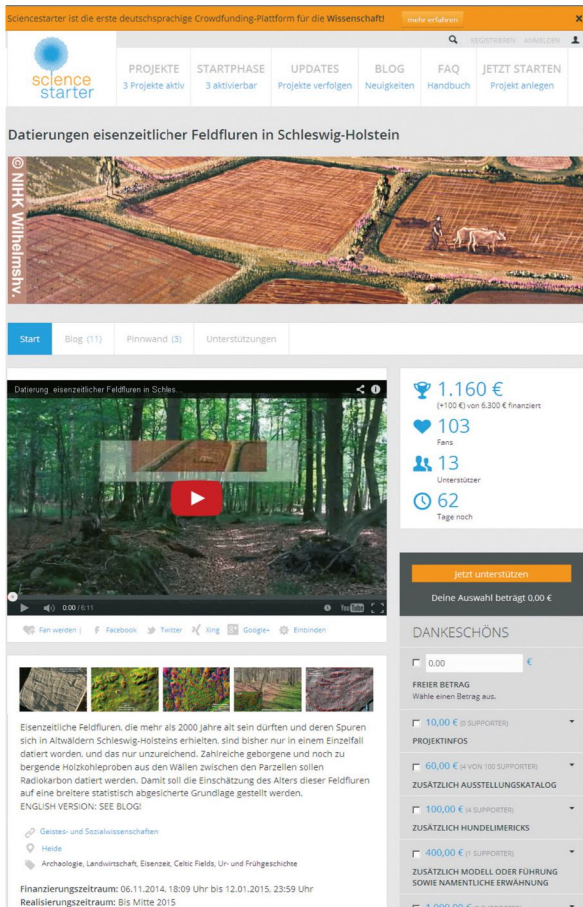 Sciencestarter ist die erste deutschsprachige Crowdfunding-Plattform für die Wissenschaft! mehr erfahren x
REGISTRIEREN ANMELDEN
science
starter
PROJEKTE
3 Projekte aktiv
STARTPHASE
3 aktivierbar
UPDATES
Projekte verfolgen
BLOG
Neuigkeiten
FAQ
Handbuch
JETZT STARTEN
Projekt anlegen
Datierungen eisenzeitlicher Feldfluren in Schleswig-Holstein
© NIHK Wilhelmshv.
Start Blog (11) Pinnwand (3) Unterstützungen
Datierung eisenzeitlicher Feldfluren in Schles...
0:00 / 6:11 YouTube
Fan werden | Facebook Twitter Xing Google+ Einbinden
1.160 €
(+100 €) von 6.300 € finanziert
103
Fans
13
Unterstützer
62
Tage noch
Jetzt unterstützen
Deine Auswahl beträgt 0,00 €
DANKESCHÖNS
0.00 €
FREIER BETRAG
Wähle einen Betrag aus.
10,00 € (8 SUPPORTER)
PROJEKTINFOS
60,00 € (4 VON 100 SUPPORTER)
ZUSÄTZLICH AUSSTELLUNGSKATALOG
100,00 € (4 SUPPORTER)
ZUSÄTZLICH HUNDELIMERICKS
400,00 € (1 SUPPORTER)
ZUSÄTZLICH MODELL ODER FÜHRUNG
SOWIE NAMENTLICHE ERWÄHNUNG
Eisenzeitliche Feldfluren, die mehr als 2000 Jahre alt sein dürften und deren Spuren
sich in Altwäldern Schleswig-Holsteins erhielten, sind bisher nur in einem Einzelfall
datiert worden, und das nur unzureichend. Zahlreiche geborgene und noch zu
bergende Holzkohleproben aus den Wällen zwischen den Parzellen sollen
Radiokarbon datiert werden. Damit soll die Einschätzung des Alters dieser Feldfluren
auf eine breitere statistisch abgesicherte Grundlage gestellt werden.
ENGLISH VERSION: SEE BLOG!
Geistes- und Sozialwissenschaften
Heide
Archäologie, Landwirtschaft, Eisenzeit, Celtic Fields, Ur- und Frühgeschichte
Finanzierungszeitraum: 06.11.2014, 18:09 Uhr bis 12.01.2015, 23:59 Uhr
Realisierungszeitraum: Bis Mitte 2015